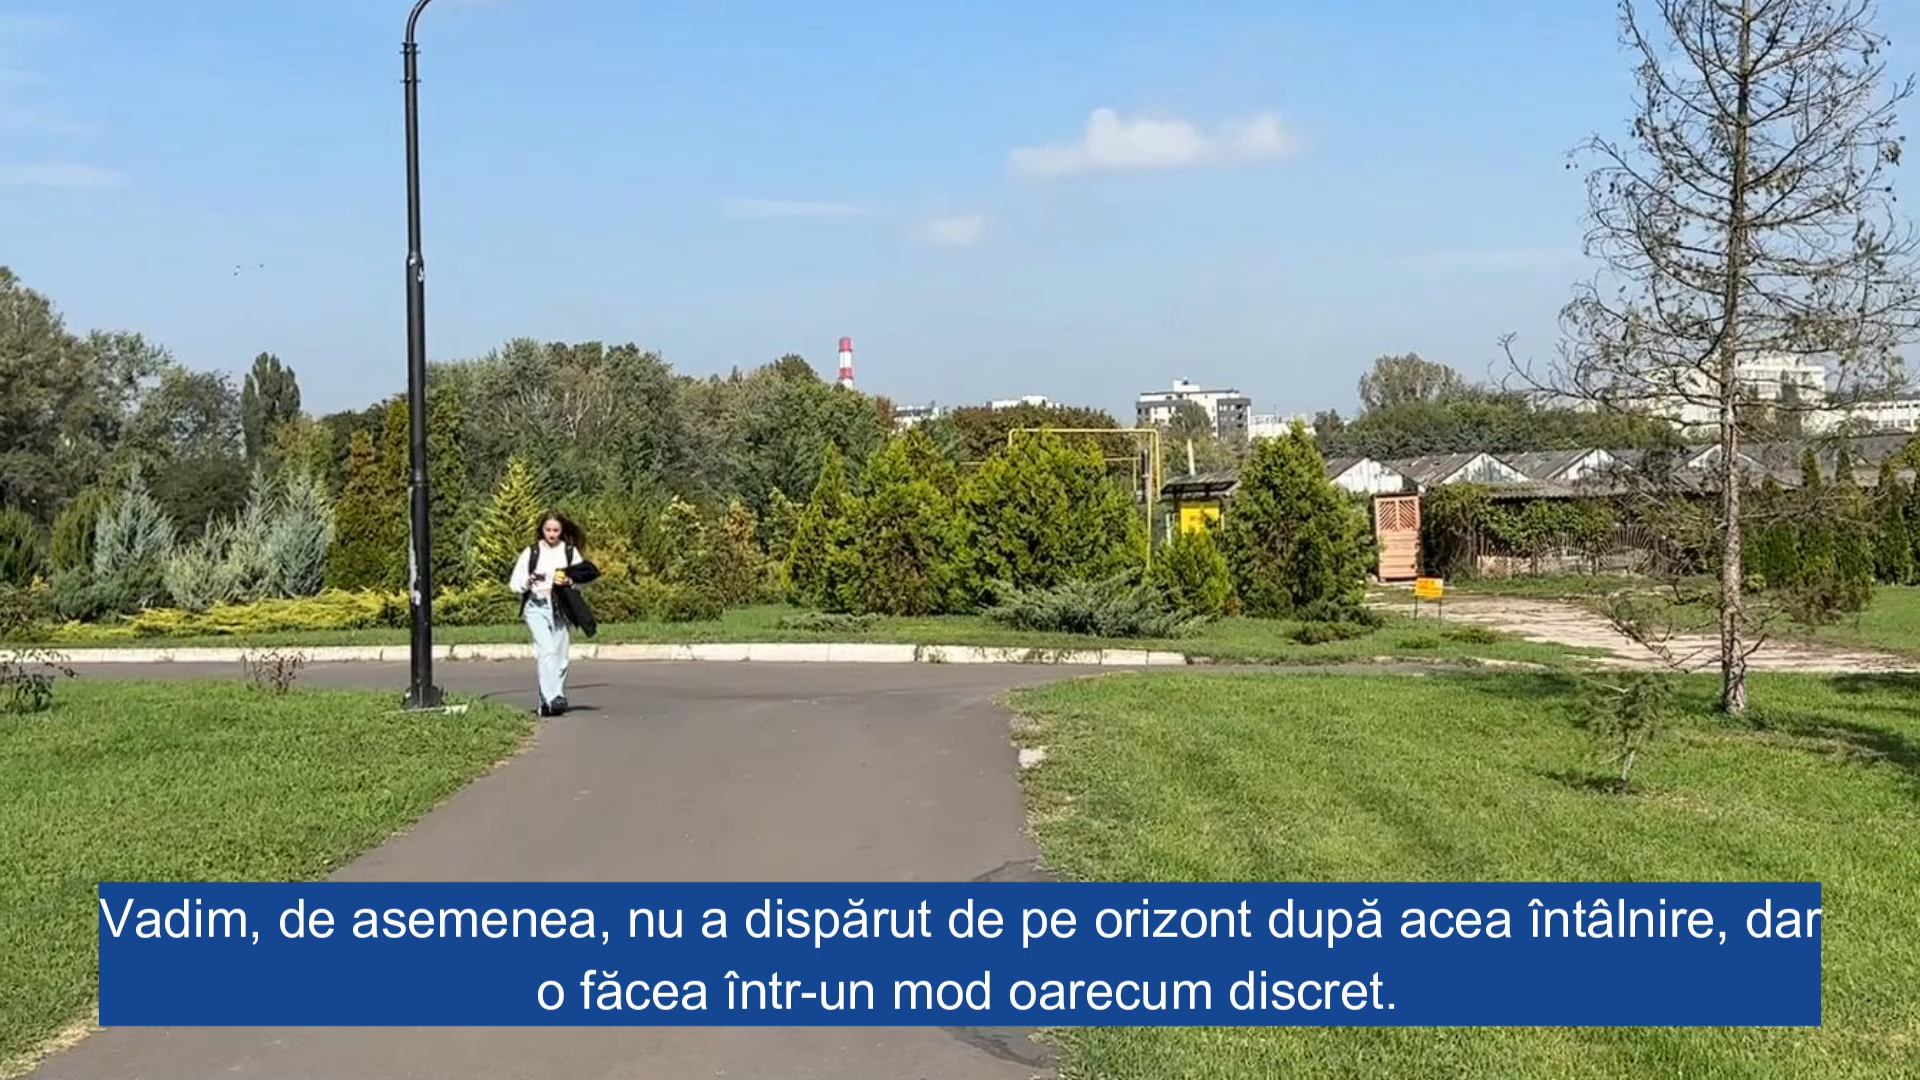 Vadim, de asemenea, nu a dispărut de pe orizont după acea întâlnire, dar
o făcea într-un mod oarecum discret.